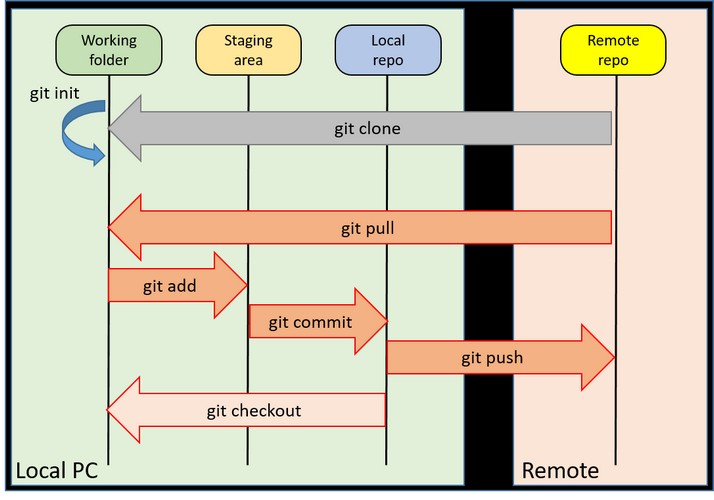 Working
folder
Staging
area
Local
repo
Remote
repo
git init
git clone
git pull
git add
git commit
git push
git checkout
Local PC
Remote